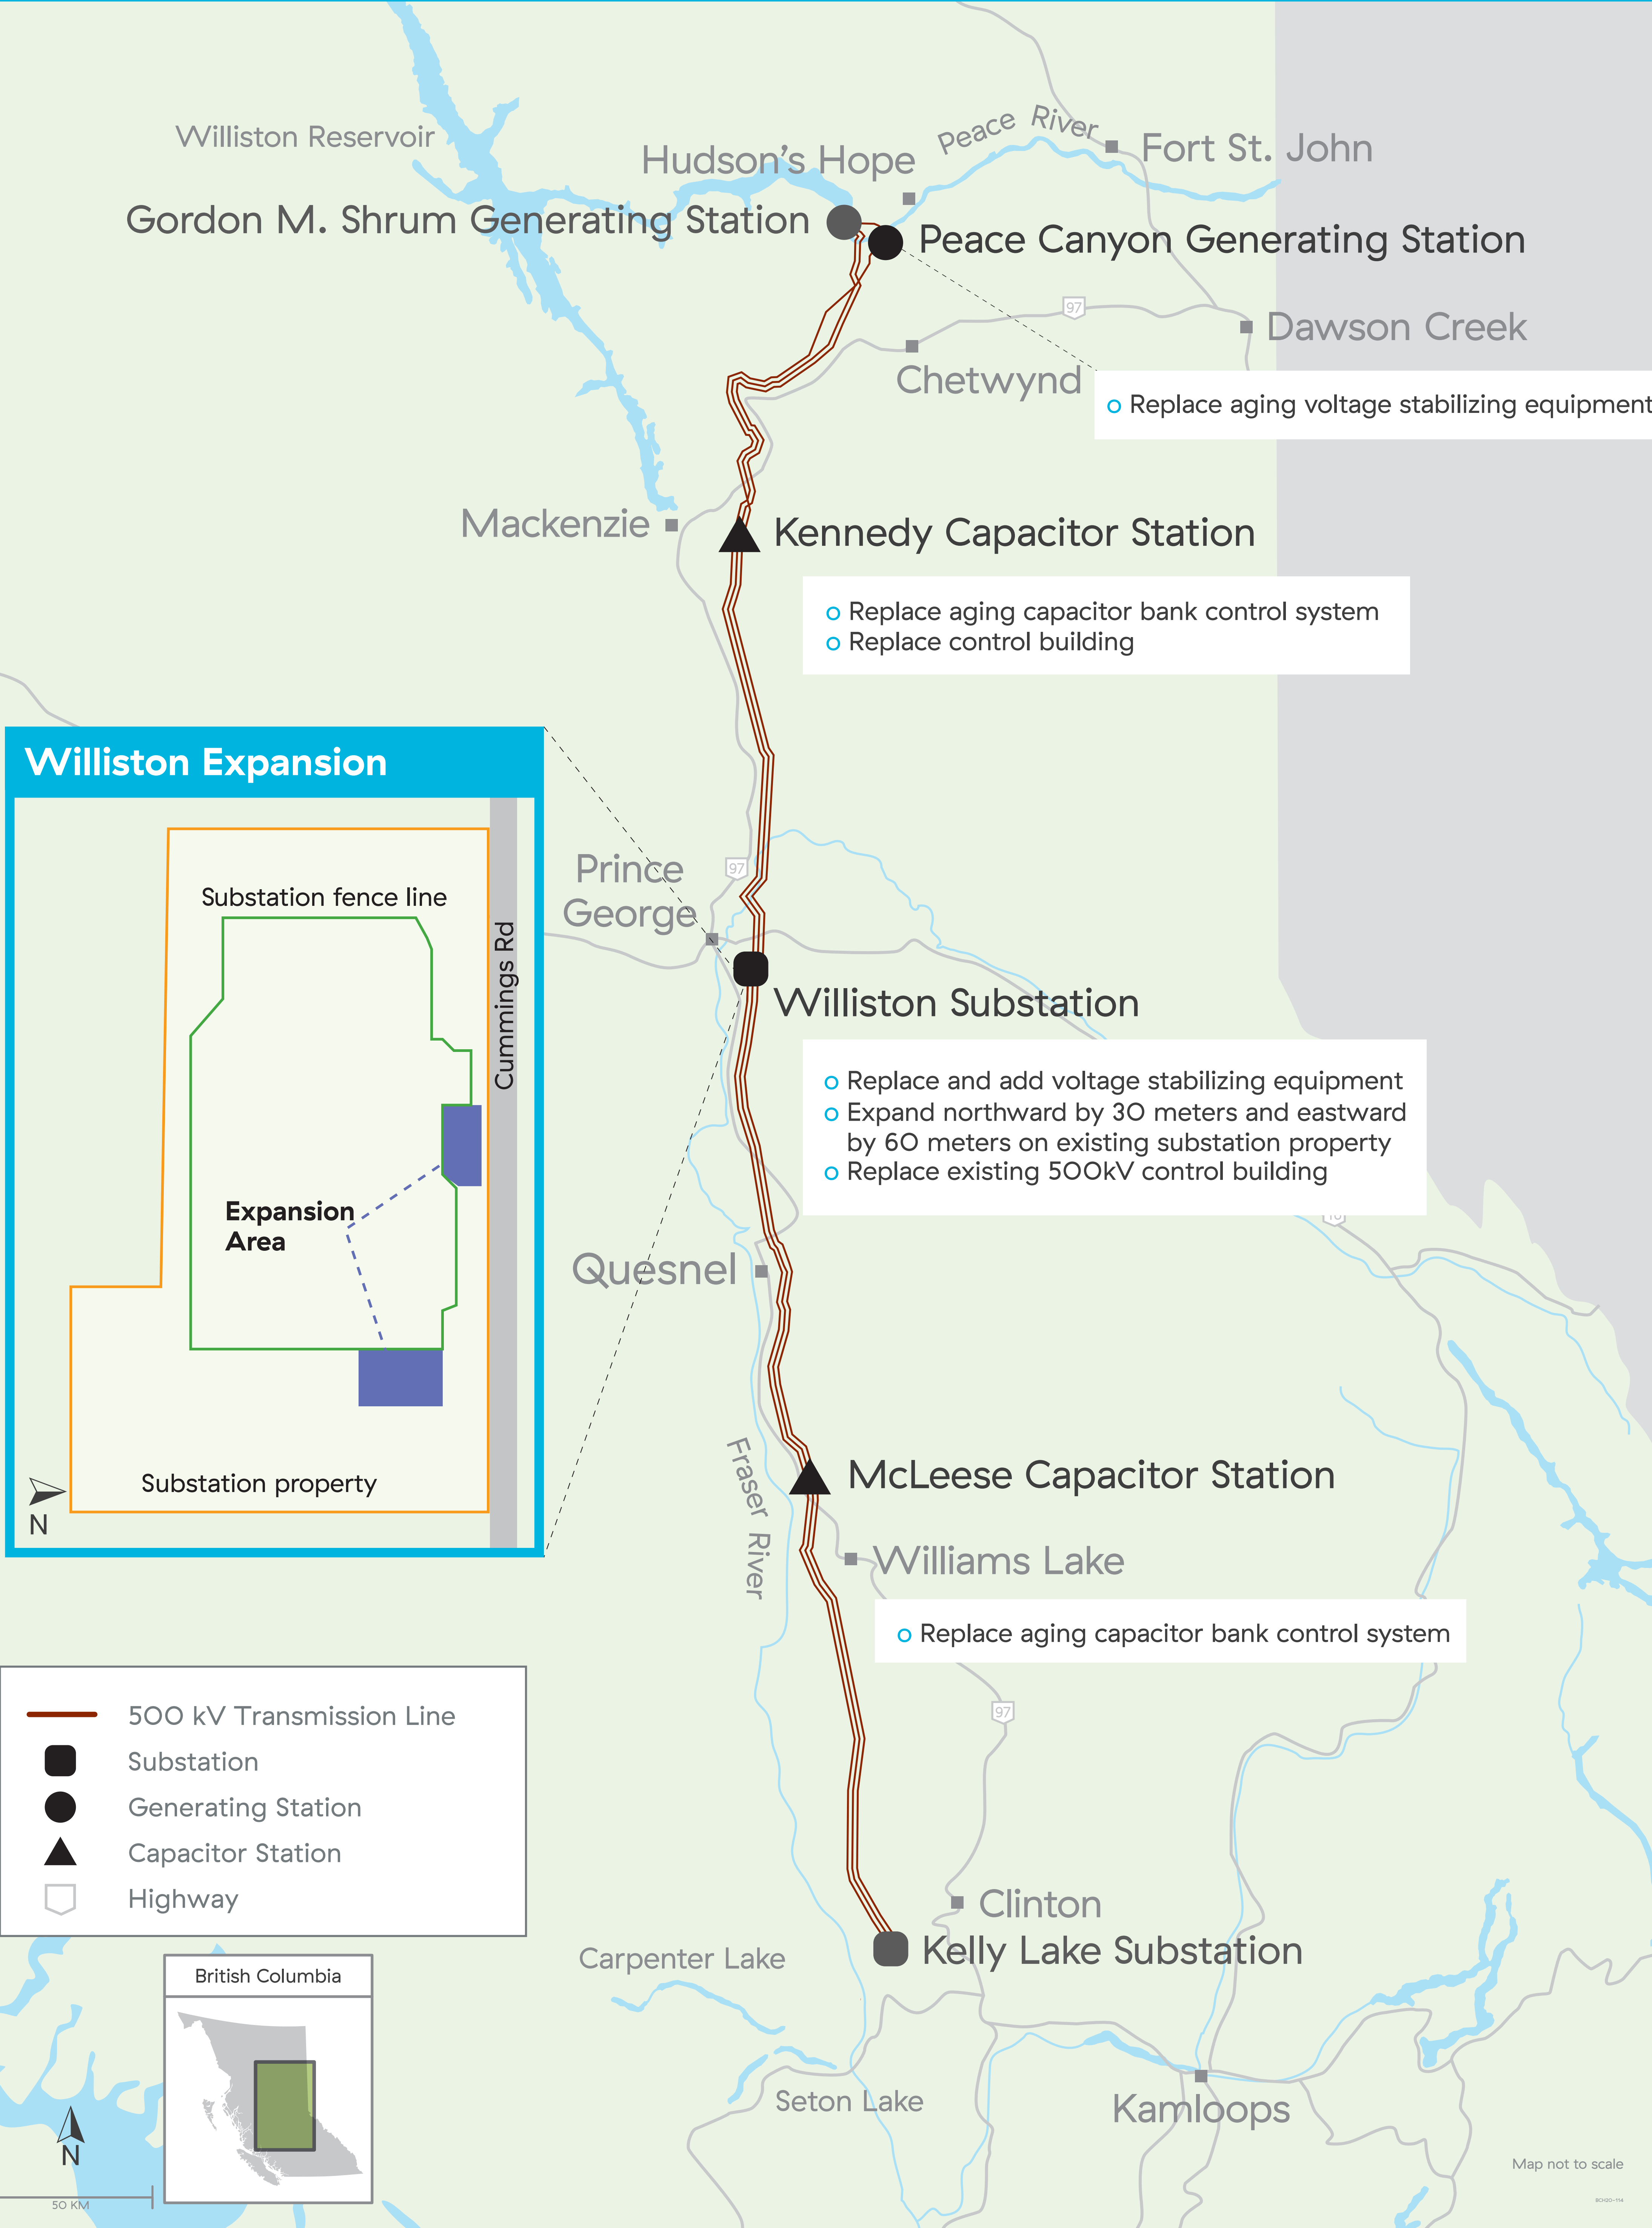 Williston Reservoir
Peace River
Fort St. John
Hudson's Hope
Gordon M. Shrum Generating Station
Peace Canyon Generating Station
97
Dawson Creek
Chetwynd
Replace aging voltage stabilizing equipment
Mackenzie
Kennedy Capacitor Station
Replace aging capacitor bank control system
Replace control building
Williston Expansion
Substation fence line
Cummings Rd
Expansion
Area
Substation property
N
Prince
George
97
Williston Substation
Replace and add voltage stabilizing equipment
Expand northward by 30 meters and eastward
by 60 meters on existing substation property
Replace existing 500kV control building
Quesnel
Fraser River
McLeese Capacitor Station
Williams Lake
Replace aging capacitor bank control system
97
500 kV Transmission Line
Substation
Generating Station
Capacitor Station
Highway
Clinton
Kelly Lake Substation
Carpenter Lake
British Columbia
Seton Lake
Kamloops
N
50 KM
Map not to scale